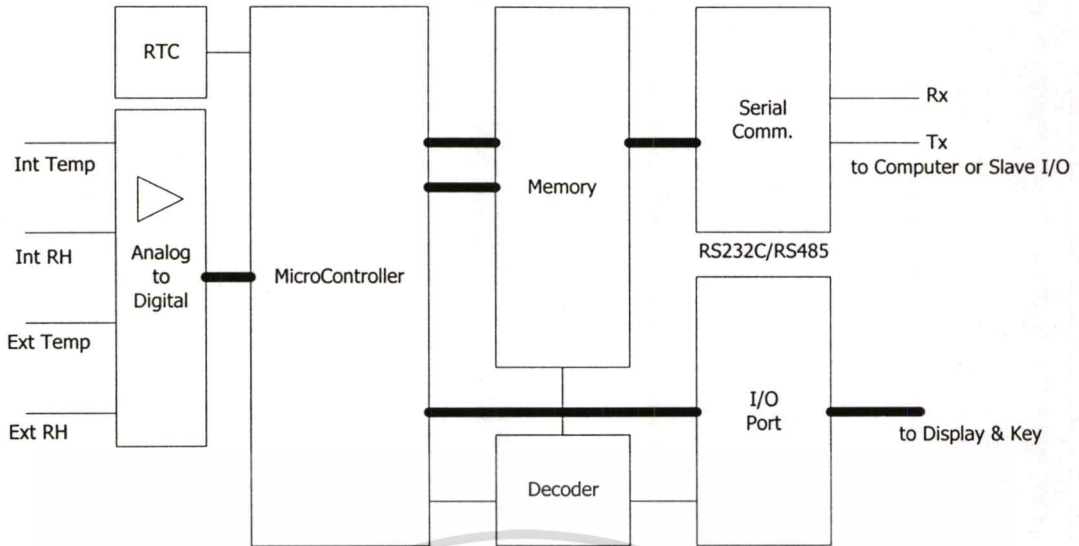 RTC
Int Temp
Int RH
Ext Temp
Ext RH
Analog
to
Digital
MicroController
Memory
Decoder
Serial
Comm.
RS232C/RS485
Rx
Tx
to Computer or Slave I/O
I/O
Port
to Display & Key